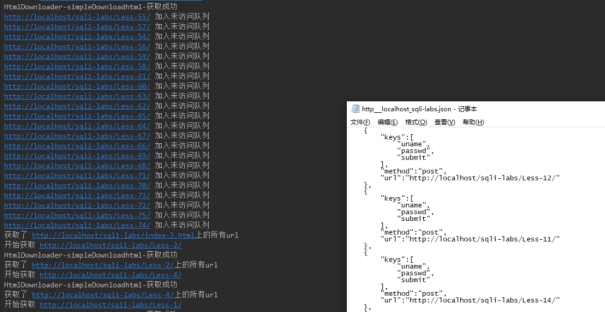 HtmlDownloader-simpleDownloadhtml-获取成功
http://localhost/sqli-labs/Less-55/ 加入未访问队列
http://localhost/sqli-labs/Less-57/ 加入未访问队列
http://localhost/sqli-labs/Less-54/ 加入未访问队列
http://localhost/sqli-labs/Less-56/ 加入未访问队列
http://localhost/sqli-labs/Less-59/ 加入未访问队列
http://localhost/sqli-labs/Less-58/ 加入未访问队列
http://localhost/sqli-labs/Less-61/ 加入未访问队列
http://localhost/sqli-labs/Less-60/ 加入未访问队列
http://localhost/sqli-labs/Less-63/ 加入未访问队列
http://localhost/sqli-labs/Less-62/ 加入未访问队列
http://localhost/sqli-labs/Less-65/ 加入未访问队列
http://localhost/sqli-labs/Less-64/ 加入未访问队列
http://localhost/sqli-labs/Less-67/ 加入未访问队列
http://localhost/sqli-labs/Less-66/ 加入未访问队列
http://localhost/sqli-labs/Less-69/ 加入未访问队列
http://localhost/sqli-labs/Less-68/ 加入未访问队列
http://localhost/sqli-labs/Less-71/ 加入未访问队列
http://localhost/sqli-labs/Less-70/ 加入未访问队列
http://localhost/sqli-labs/Less-73/ 加入未访问队列
http://localhost/sqli-labs/Less-72/ 加入未访问队列
http://localhost/sqli-labs/Less-75/ 加入未访问队列
http://localhost/sqli-labs/Less-74/ 加入未访问队列
获取了 http://localhost/sqli-labs/index-3.html上的所有url
开始获取 http://localhost/sqli-labs/Less-2/
HtmlDownloader-simpleDownloadhtml-获取成功
获取了 http://localhost/sqli-labs/Less-2/上的所有url
开始获取 http://localhost/sqli-labs/Less-4/
HtmlDownloader-simpleDownloadhtml-获取成功
获取了 http://localhost/sqli-labs/Less-4/上的所有url
开始获取 http://localhost/sqli-labs/Less-1/
http__localhost_sqli-labs.json - 记事本
文件(F) 编辑(E) 格式(O) 查看(V) 帮助(H)
{
"keys":[
"uname",
"passwd",
"submit"
],
"method":"post",
"url":"http://localhost/sqli-labs/Less-12/"
},
{
"keys":[
"uname",
"passwd",
"submit"
],
"method":"post",
"url":"http://localhost/sqli-labs/Less-11/"
},
{
"keys":[
"uname",
"passwd",
"submit"
],
"method":"post",
"url":"http://localhost/sqli-labs/Less-14/"
},